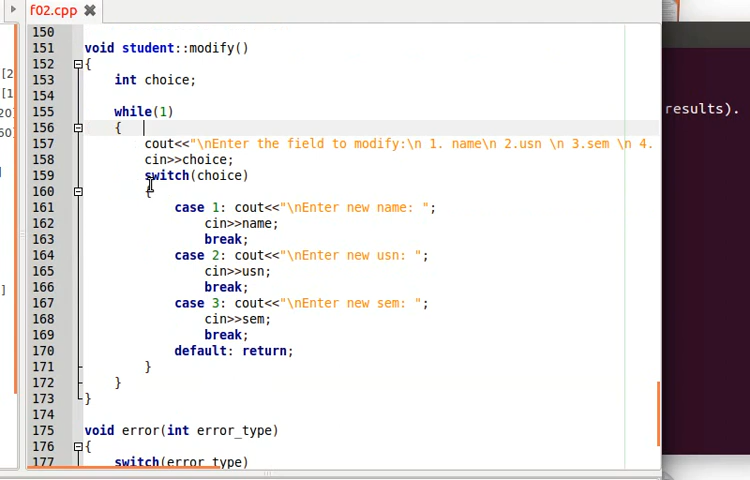 f02.cpp
150
151 void student::modify()
152 {
153 int choice;
154
155 while(1)
156 {
157 cout<<"\nEnter the field to modify:\n 1. name\n 2.usn \n 3.sem \n 4.
158 cin>>choice;
159 switch(choice)
160 {
161 case 1: cout<<"\nEnter new name: ";
162 cin>>name;
163 break;
164 case 2: cout<<"\nEnter new usn: ";
165 cin>>usn;
166 break;
167 case 3: cout<<"\nEnter new sem: ";
168 cin>>sem;
169 break;
170 default: return;
171 }
172 }
173 }
174
175 void error(int error_type)
176 {
177 switch(error_type)
[2
[1
20]
60]
]
results).